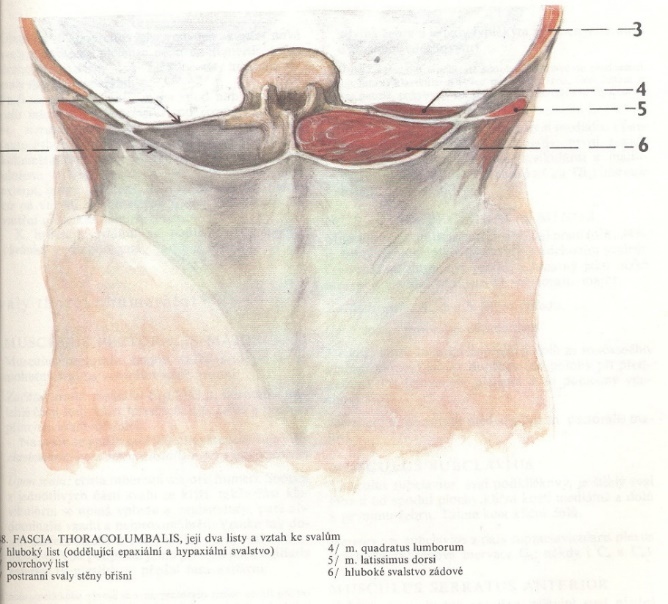 3
4
5
6
8. FASCIA THORACOLUMBALIS, její dva listy a vztah ke svalům
/ hluboký list (oddělující epaxiální a hypaxiální svalstvo)
/ povrchový list
/ postranní svaly stěny břišní
4/ m. quadratus lumborum
5/ m. latissimus dorsi
6/ hluboké svalstvo zádové